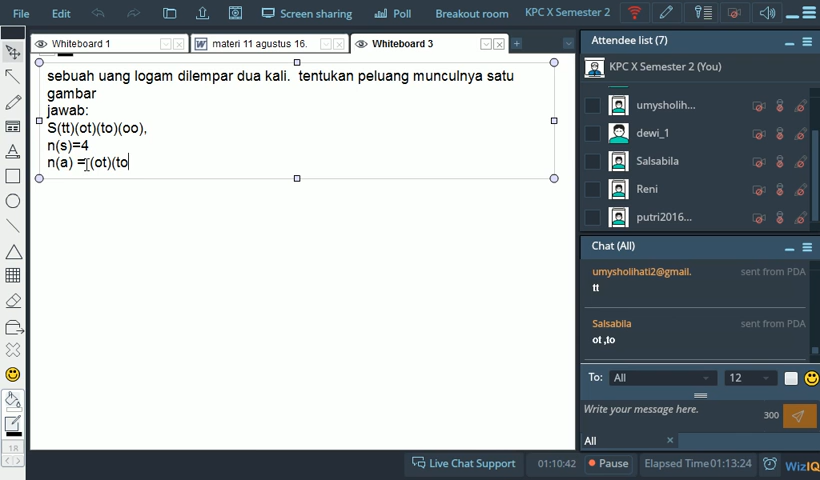 File Edit Screen sharing Poll Breakout room KPC X Semester 2
Whiteboard 1 materi 11 agustus 16. Whiteboard 3
Attendee list (7)
KPC X Semester 2 (You)
umysholih...
dewi_1
Salsabila
Reni
putri2016...
sebuah uang logam dilempar dua kali. tentukan peluang munculnya satu
gambar
jawab:
S(tt)(ot)(to)(oo),
n(s)=4
n(a) =(ot)(to
Chat (All)
umysholihati2@gmail. sent from PDA
tt
Salsabila sent from PDA
ot ,to
To: All 12
Write your message here. 300
All
18
Live Chat Support 01:10:42 Pause Elapsed Time 01:13:24 WizIQ